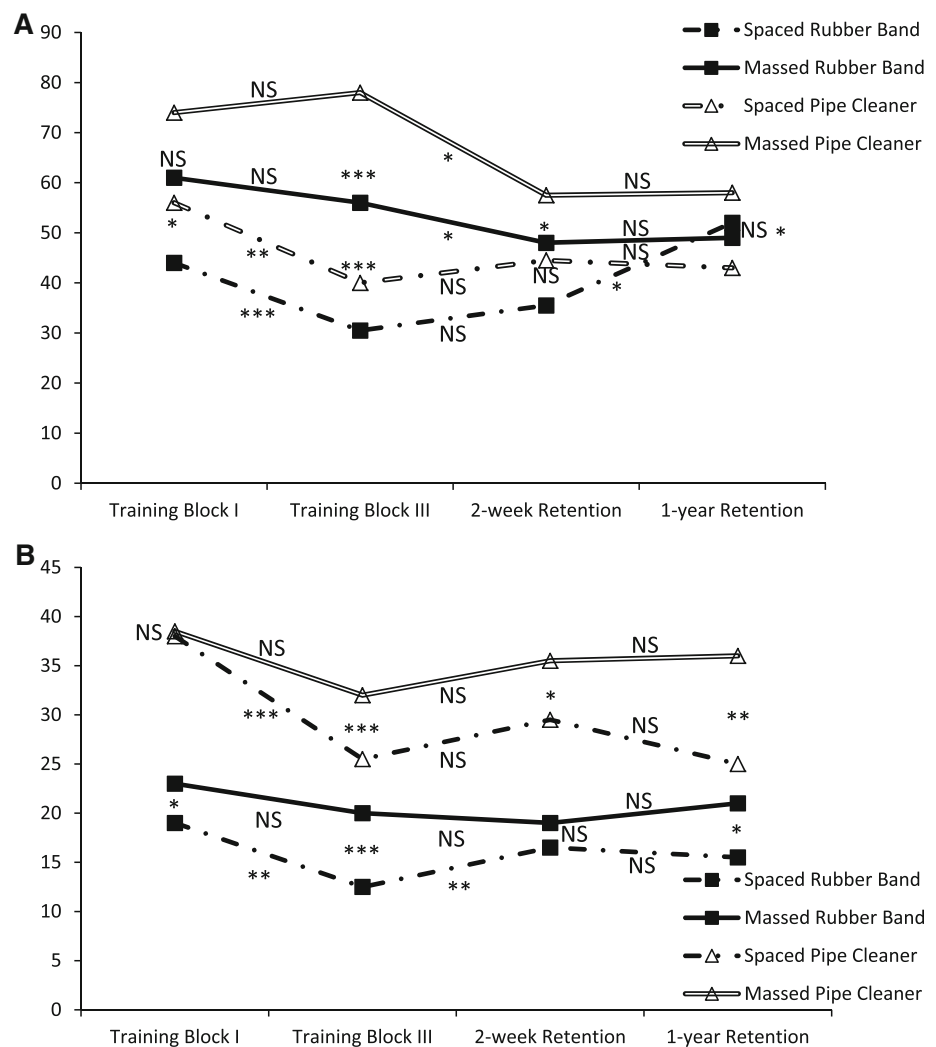 A
90
80
70
60
50
40
30
20
10
0
Spaced Rubber Band
Massed Rubber Band
Spaced Pipe Cleaner
Massed Pipe Cleaner
NS
NS
NS
***
*
NS
*
**
***
*
NS
*
NS
NS
NS
NS *
NS
*
***
NS
Training Block I
Training Block III
2-week Retention
1-year Retention
B
45
40
35
30
25
20
15
10
5
0
NS
NS
NS
NS
*
***
***
**
NS
NS
*
NS
NS
NS
NS
*
***
NS
**
**
Spaced Rubber Band
Massed Rubber Band
Spaced Pipe Cleaner
Massed Pipe Cleaner
Training Block I
Training Block III
2-week Retention
1-year Retention